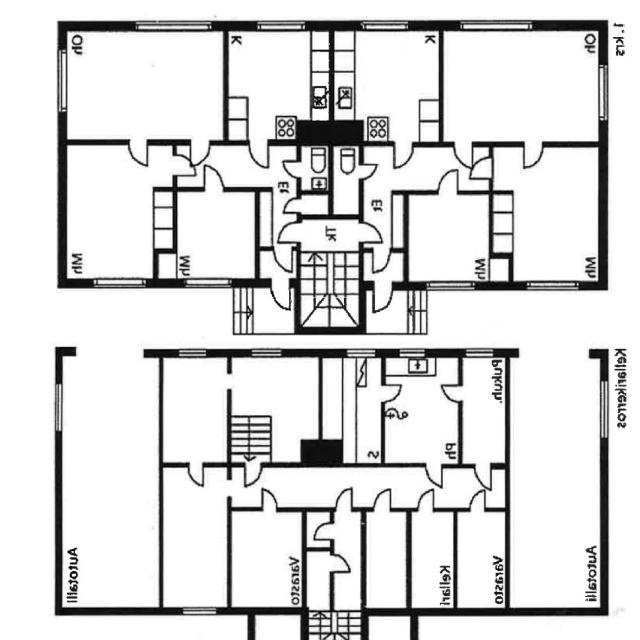 1. krs
Oh
K
K
Oh
Et
Et
Tk
Mh
Mh
Mh
Mh
Kellarikerros
Pukuh.
S
Ph
Autotalli
Varasto
Kellari
Varasto
Autotalli